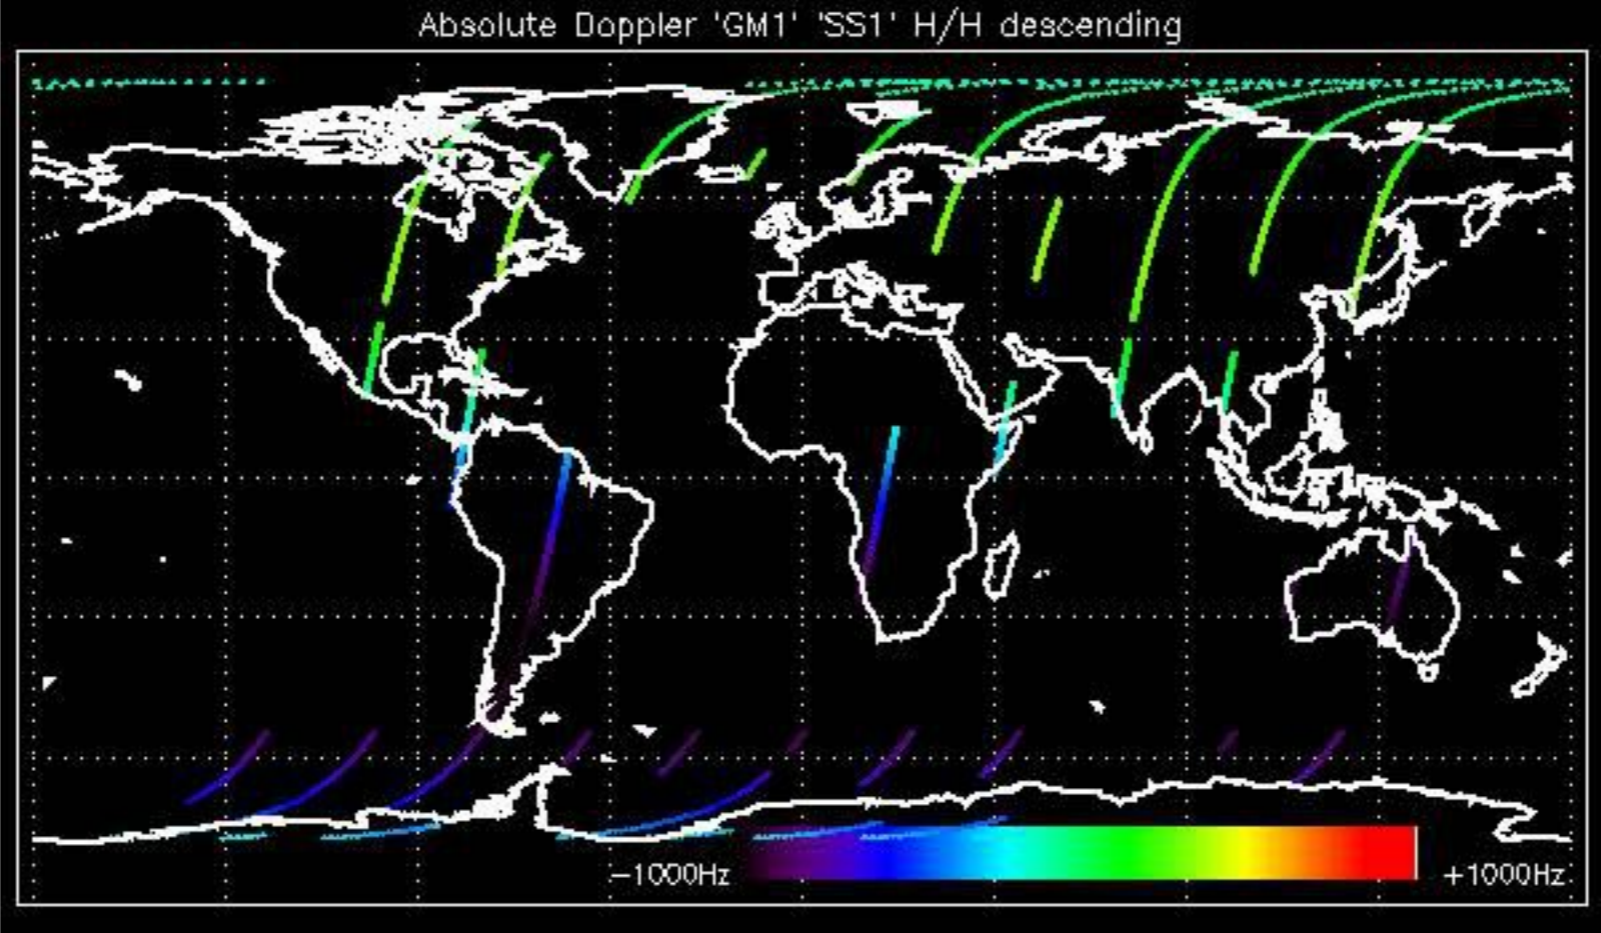 Absolute Doppler 'GM1' 'SS1' H/H descending
−1000Hz +1000Hz